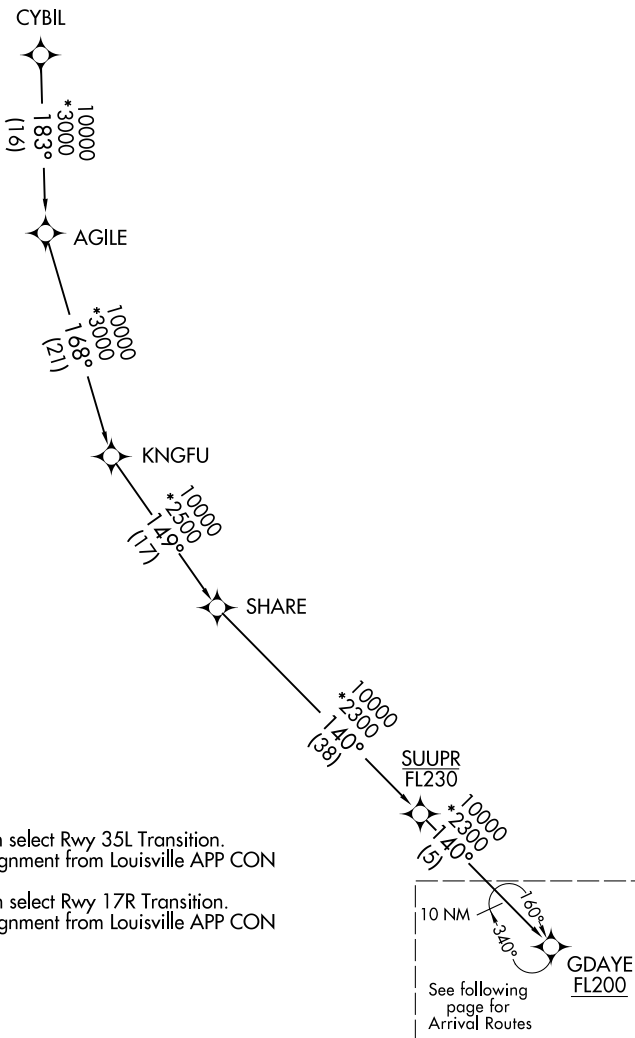 CYBIL
10000
*3000
183°
(16)
AGILE
10000
*3000
168°
(21)
KNGFU
10000
*2500
149°
(17)
SHARE
10000
*2300
140°
(38)
SUUPR
FL230
10000
*2300
140°
(5)
select Rwy 35L Transition.
gnment from Louisville APP CON
select Rwy 17R Transition.
gnment from Louisville APP CON
10 NM
160°
340°
GDAYE
FL200
See following
page for
Arrival Routes